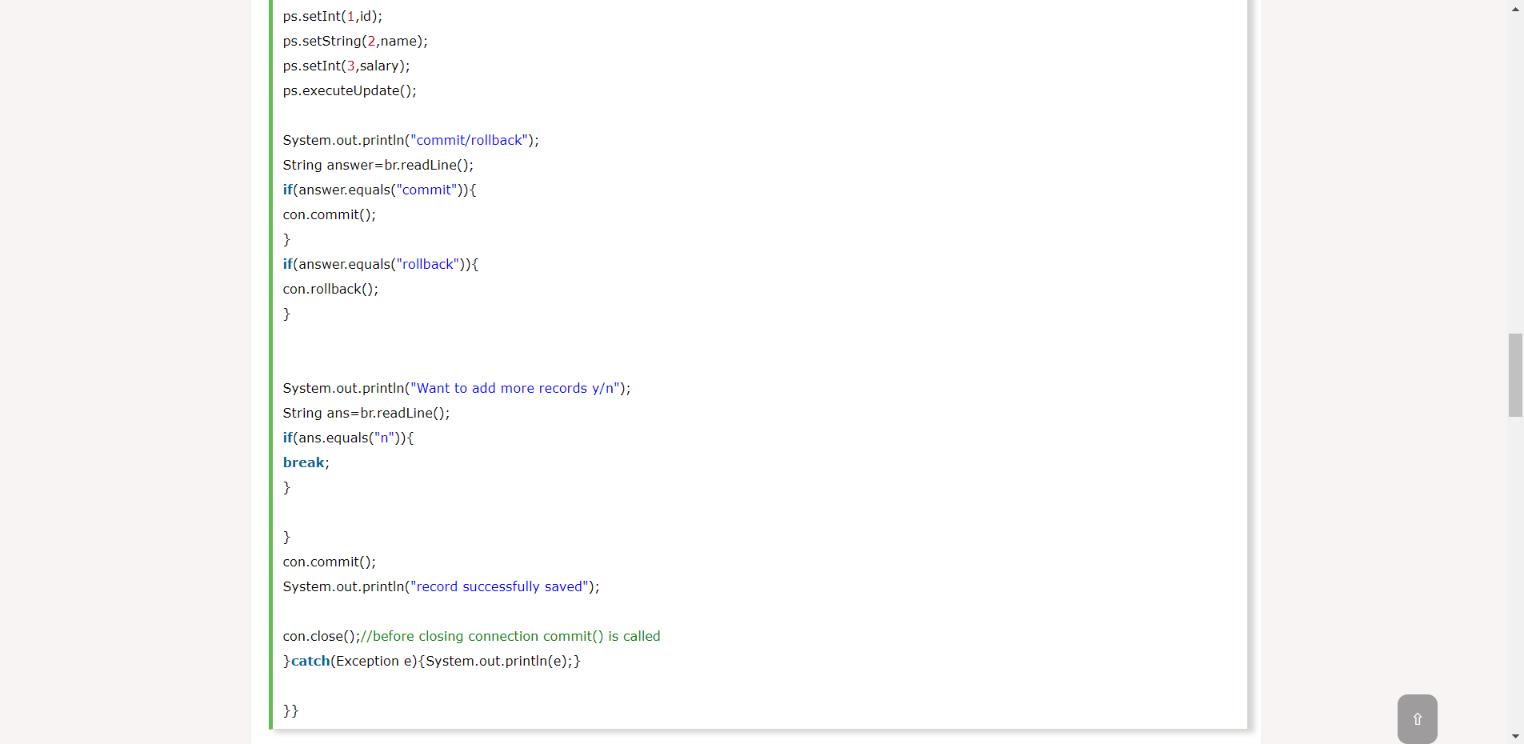 ps.setInt(1,id);
ps.setString(2,name);
ps.setInt(3,salary);
ps.executeUpdate();
System.out.println("commit/rollback");
String answer=br.readLine();
if(answer.equals("commit")){
con.commit();
}
if(answer.equals("rollback")){
con.rollback();
}
System.out.println("Want to add more records y/n");
String ans=br.readLine();
if(ans.equals("n")){
break;
}
}
con.commit();
System.out.println("record successfully saved");
con.close();//before closing connection commit() is called
}catch(Exception e){System.out.println(e);}
}}
⇧